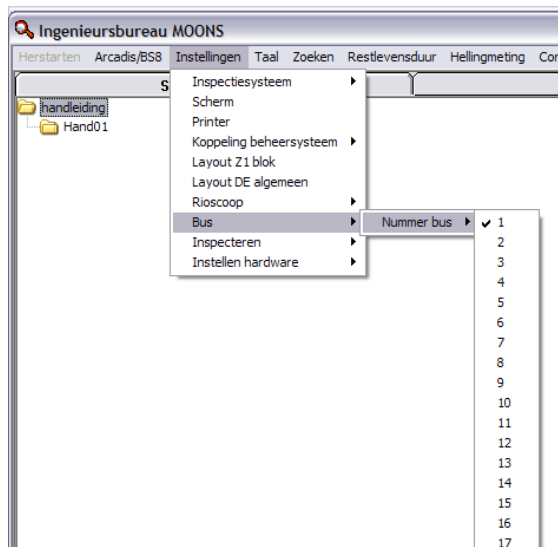 Ingenieursbureau MOONS
Herstarten Arcadis/BS8 Instellingen Taal Zoeken Restlevensduur Hellingmeting Cor
S
handleiding
Hand01
Inspectiesysteem
Scherm
Printer
Koppeling beheersysteem
Layout Z1 blok
Layout DE algemeen
Rioscoop
Bus
Inspecteren
Instellen hardware
Nummer bus
1
2
3
4
5
6
7
8
9
10
11
12
13
14
15
16
17